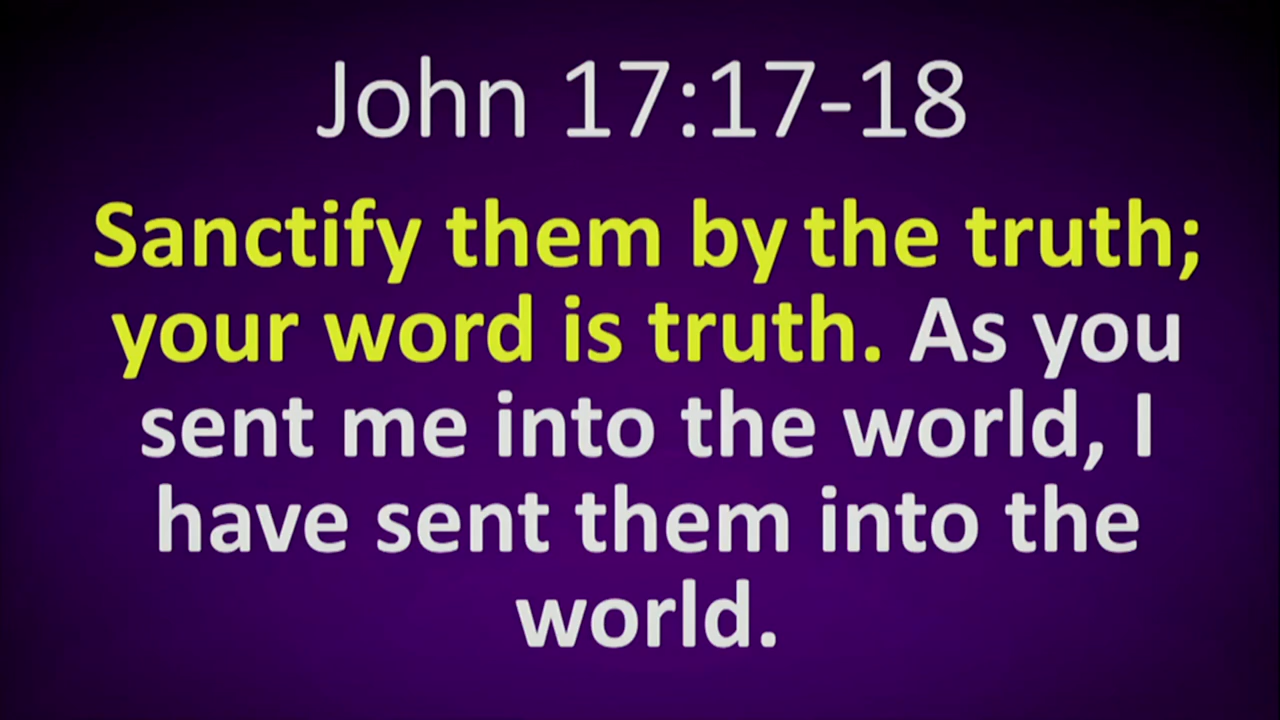 John 17:17-18
Sanctify them by the truth;
your word is truth. As you
sent me into the world, I
have sent them into the
world.